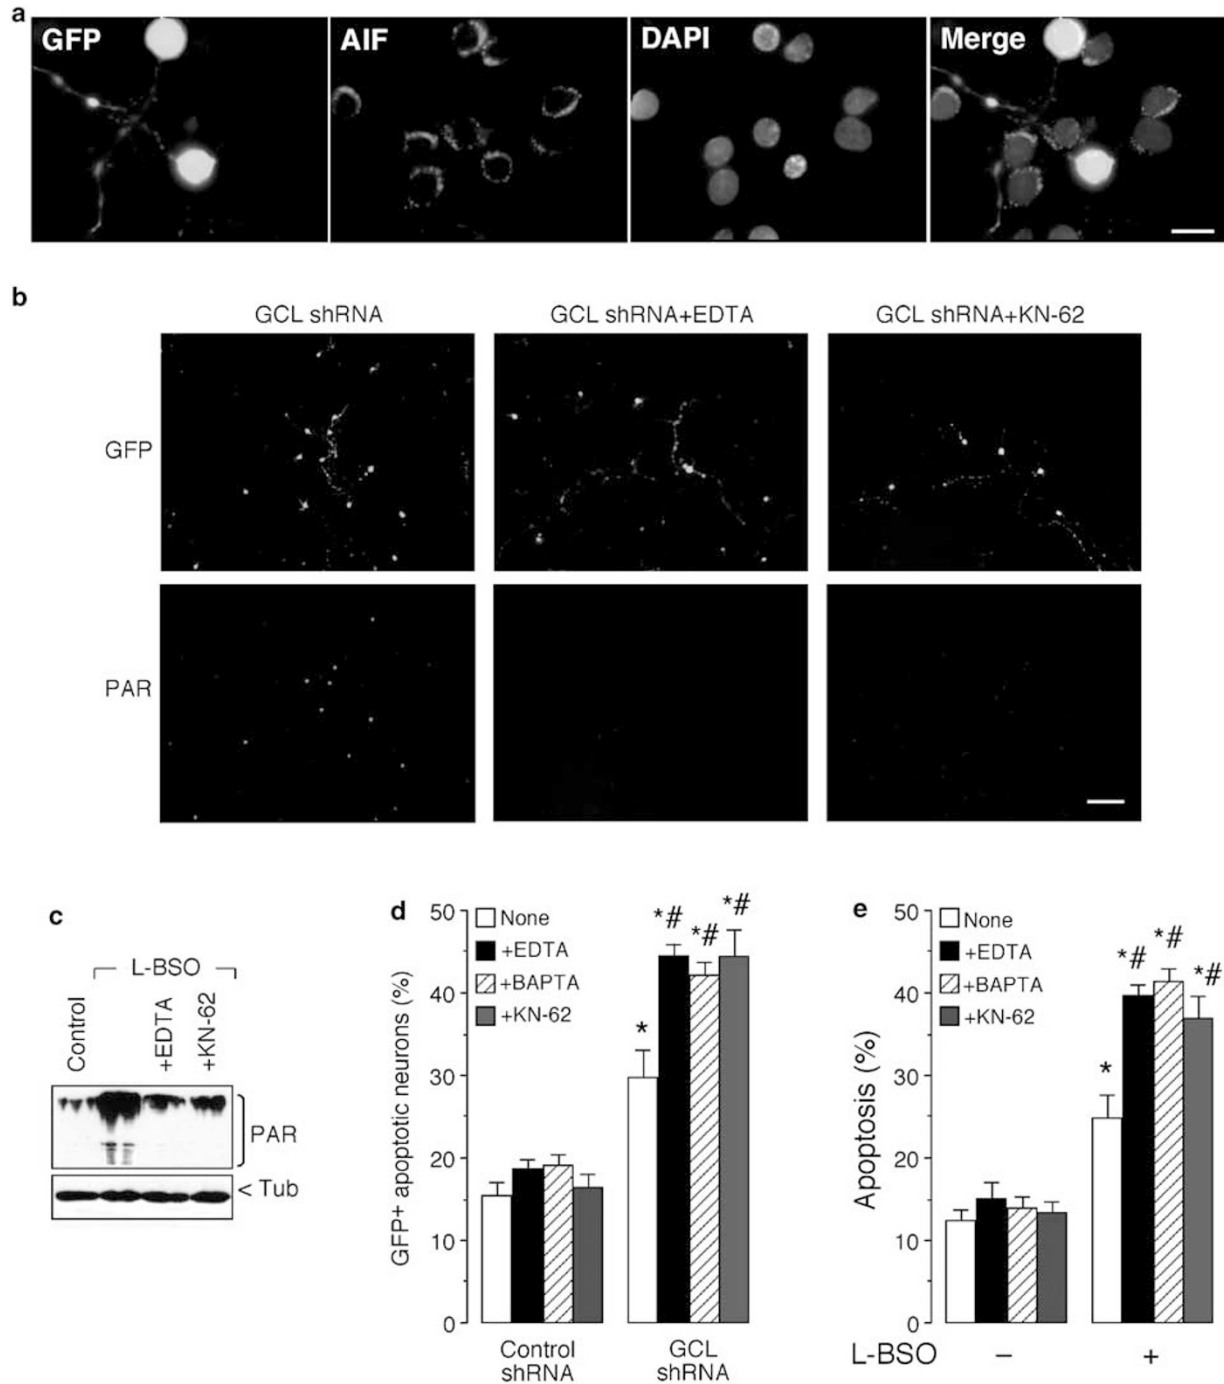 a
GFP
AIF
DAPI
Merge
b
GCL shRNA
GCL shRNA+EDTA
GCL shRNA+KN-62
GFP
PAR
c
L-BSO
Control
+EDTA
+KN-62
PAR
< Tub
d
GFP+ apoptotic neurons (%)
50
40
30
20
10
0
None
+EDTA
+BAPTA
+KN-62
*
*#
*#
*#
Control
shRNA
GCL
shRNA
e
Apoptosis (%)
50
40
30
20
10
0
None
+EDTA
+BAPTA
+KN-62
*
*#
*#
*#
L-BSO
–
+